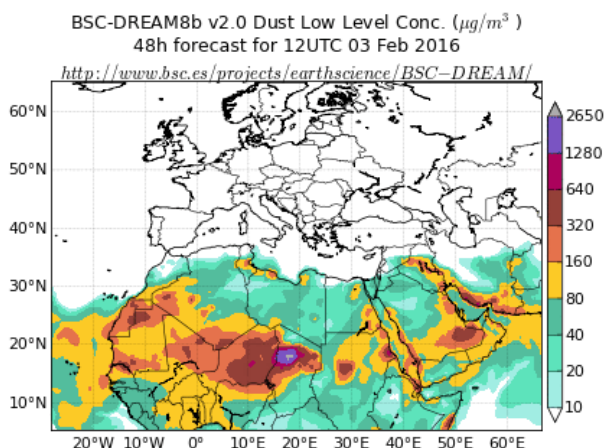 BSC-DREAM8b v2.0 Dust Low Level Conc. (μg/m³ )
48h forecast for 12UTC 03 Feb 2016
http://www.bsc.es/projects/earthscience/BSC−DREAM/
60°N
50°N
40°N
30°N
20°N
10°N
20°W 10°W 0° 10°E 20°E 30°E 40°E 50°E 60°E
2650
1280
640
320
160
80
40
20
10